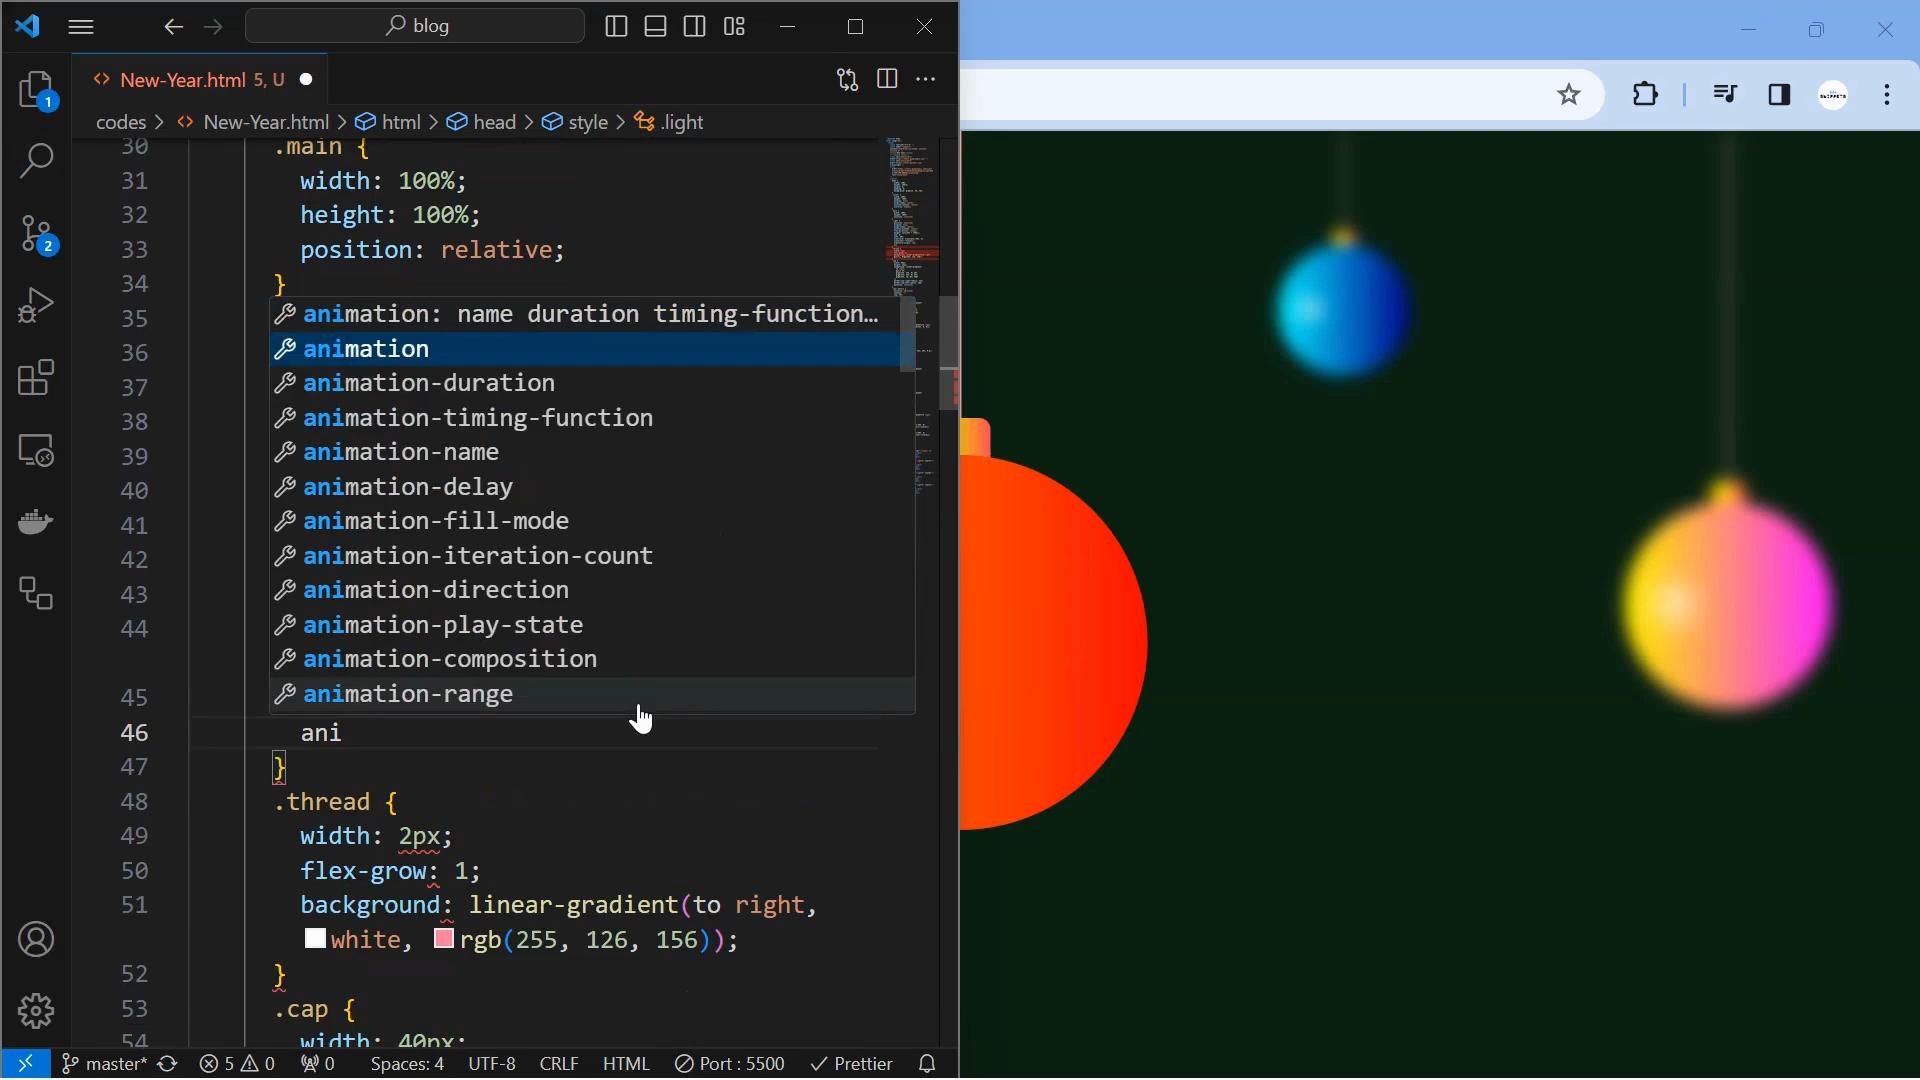 blog
New-Year.html 5, U
codes > New-Year.html > html > head > style > .light
30 .main {
31 width: 100%;
32 height: 100%;
33 position: relative;
34 }
35 animation: name duration timing-function…
36 animation
37 animation-duration
38 animation-timing-function
39 animation-name
40 animation-delay
41 animation-fill-mode
42 animation-iteration-count
43 animation-direction
44 animation-play-state
animation-composition
45 animation-range
46 ani
47 }
48 .thread {
49 width: 2px;
50 flex-grow: 1;
51 background: linear-gradient(to right,
white, rgb(255, 126, 156));
52 }
53 .cap {
54 width: 40px;
1
2
master* 5 0 0 Spaces: 4 UTF-8 CRLF HTML Port : 5500 Prettier